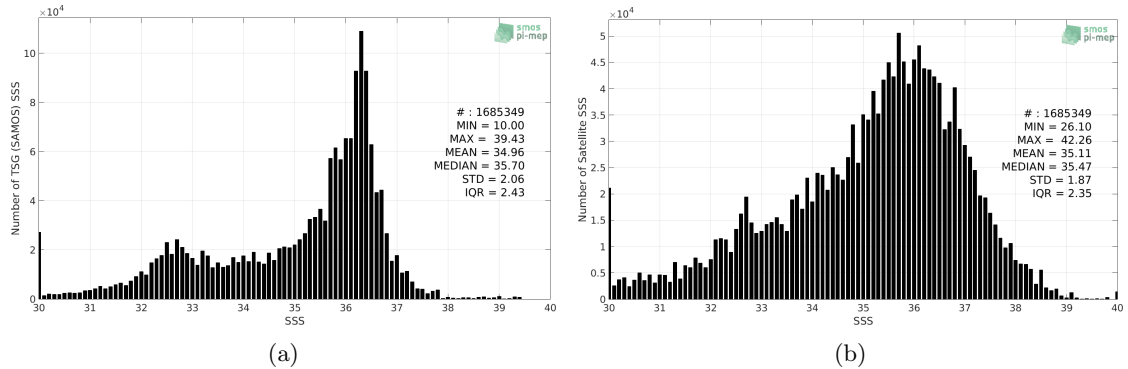 ×10⁴
10
8
6
4
2
0
Number of TSG (SAMOS) SSS
30 31 32 33 34 35 36 37 38 39 40
SSS
smos
pi-mep
# : 1685349
MIN = 10.00
MAX = 39.43
MEAN = 34.96
MEDIAN = 35.70
STD = 2.06
IQR = 2.43
(a)
×10⁴
5
4.5
4
3.5
3
2.5
2
1.5
1
0.5
0
Number of Satellite SSS
30 31 32 33 34 35 36 37 38 39 40
SSS
smos
pi-mep
# : 1685349
MIN = 26.10
MAX = 42.26
MEAN = 35.11
MEDIAN = 35.47
STD = 1.87
IQR = 2.35
(b)